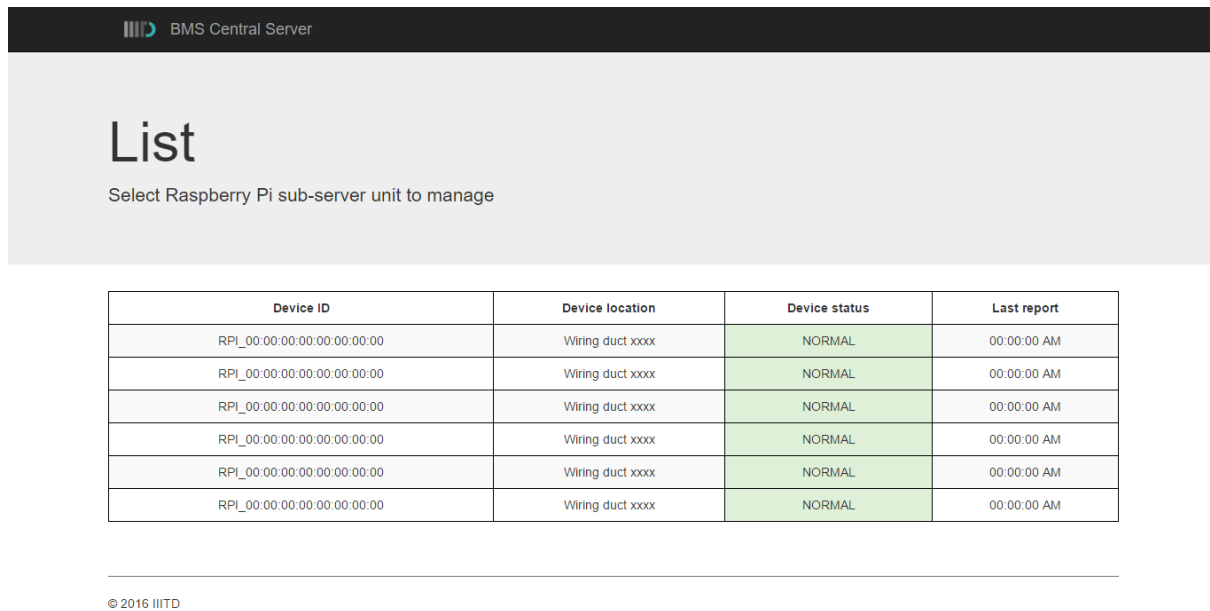 IIITD BMS Central Server
List
Select Raspberry Pi sub-server unit to manage
Device ID Device location Device status Last report
RPI_00:00:00:00:00:00:00:00 Wiring duct xxxx NORMAL 00:00:00 AM
RPI_00:00:00:00:00:00:00:00 Wiring duct xxxx NORMAL 00:00:00 AM
RPI_00:00:00:00:00:00:00:00 Wiring duct xxxx NORMAL 00:00:00 AM
RPI_00:00:00:00:00:00:00:00 Wiring duct xxxx NORMAL 00:00:00 AM
RPI_00:00:00:00:00:00:00:00 Wiring duct xxxx NORMAL 00:00:00 AM
RPI_00:00:00:00:00:00:00:00 Wiring duct xxxx NORMAL 00:00:00 AM
© 2016 IIITD